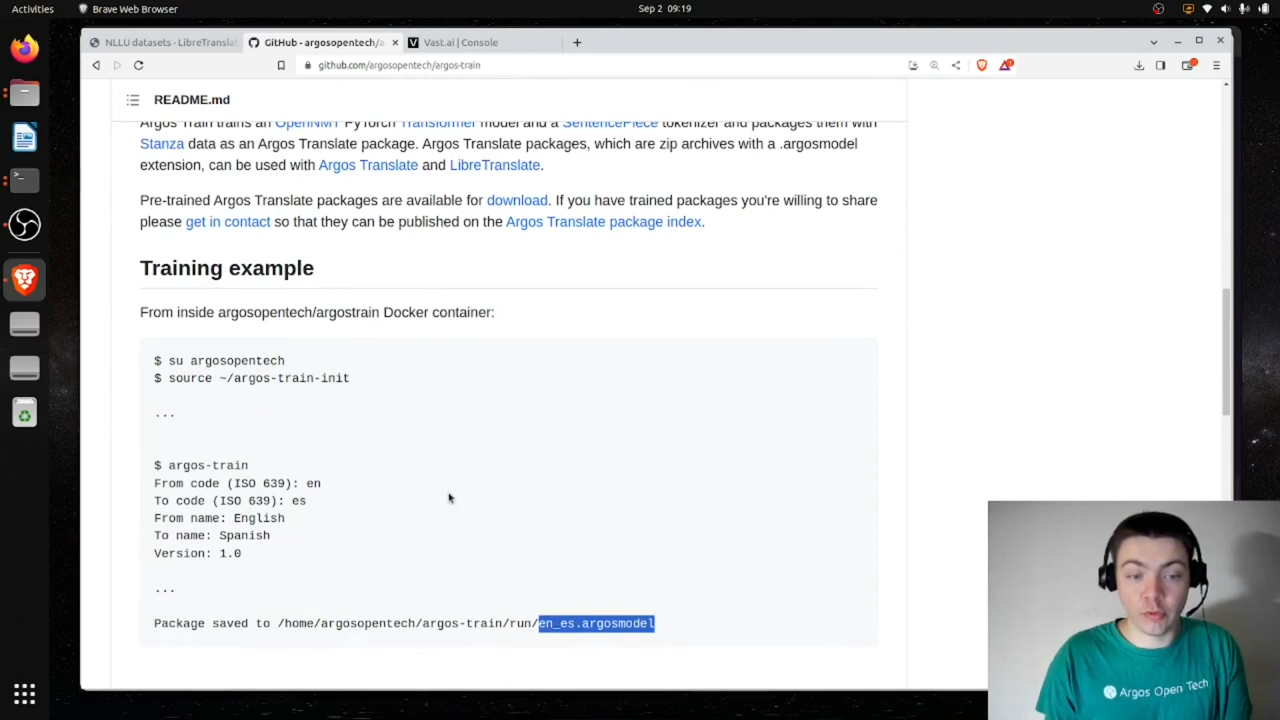 Activities
Brave Web Browser
Sep 2 09:19
NLLU datasets - LibreTranslat
GitHub - argosopentech/a
Vast.ai | Console
github.com/argosopentech/argos-train
README.md
Argos Train trains an OpenNMT PyTorch Transformer model and a SentencePiece tokenizer and packages them with
Stanza data as an Argos Translate package. Argos Translate packages, which are zip archives with a .argosmodel
extension, can be used with Argos Translate and LibreTranslate.
Pre-trained Argos Translate packages are available for download. If you have trained packages you're willing to share
please get in contact so that they can be published on the Argos Translate package index.
Training example
From inside argosopentech/argostrain Docker container:
$ su argosopentech
$ source ~/argos-train-init
...
$ argos-train
From code (ISO 639): en
To code (ISO 639): es
From name: English
To name: Spanish
Version: 1.0
...
Package saved to /home/argosopentech/argos-train/run/en_es.argosmodel
Argos Open Tech